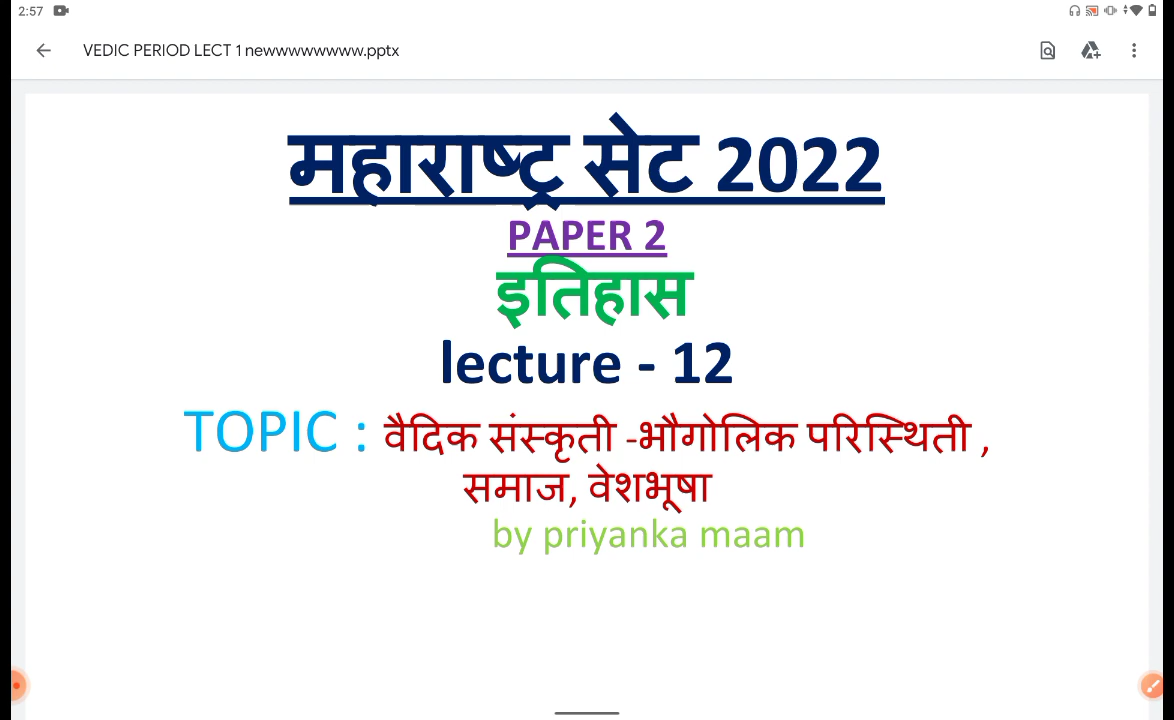 2:57
VEDIC PERIOD LECT 1 newwwwwwwww.pptx
महाराष्ट्र सेट 2022
PAPER 2
इतिहास
lecture - 12
TOPIC : वैदिक संस्कृती -भौगोलिक परिस्थिती ,
समाज, वेशभूषा
by priyanka maam